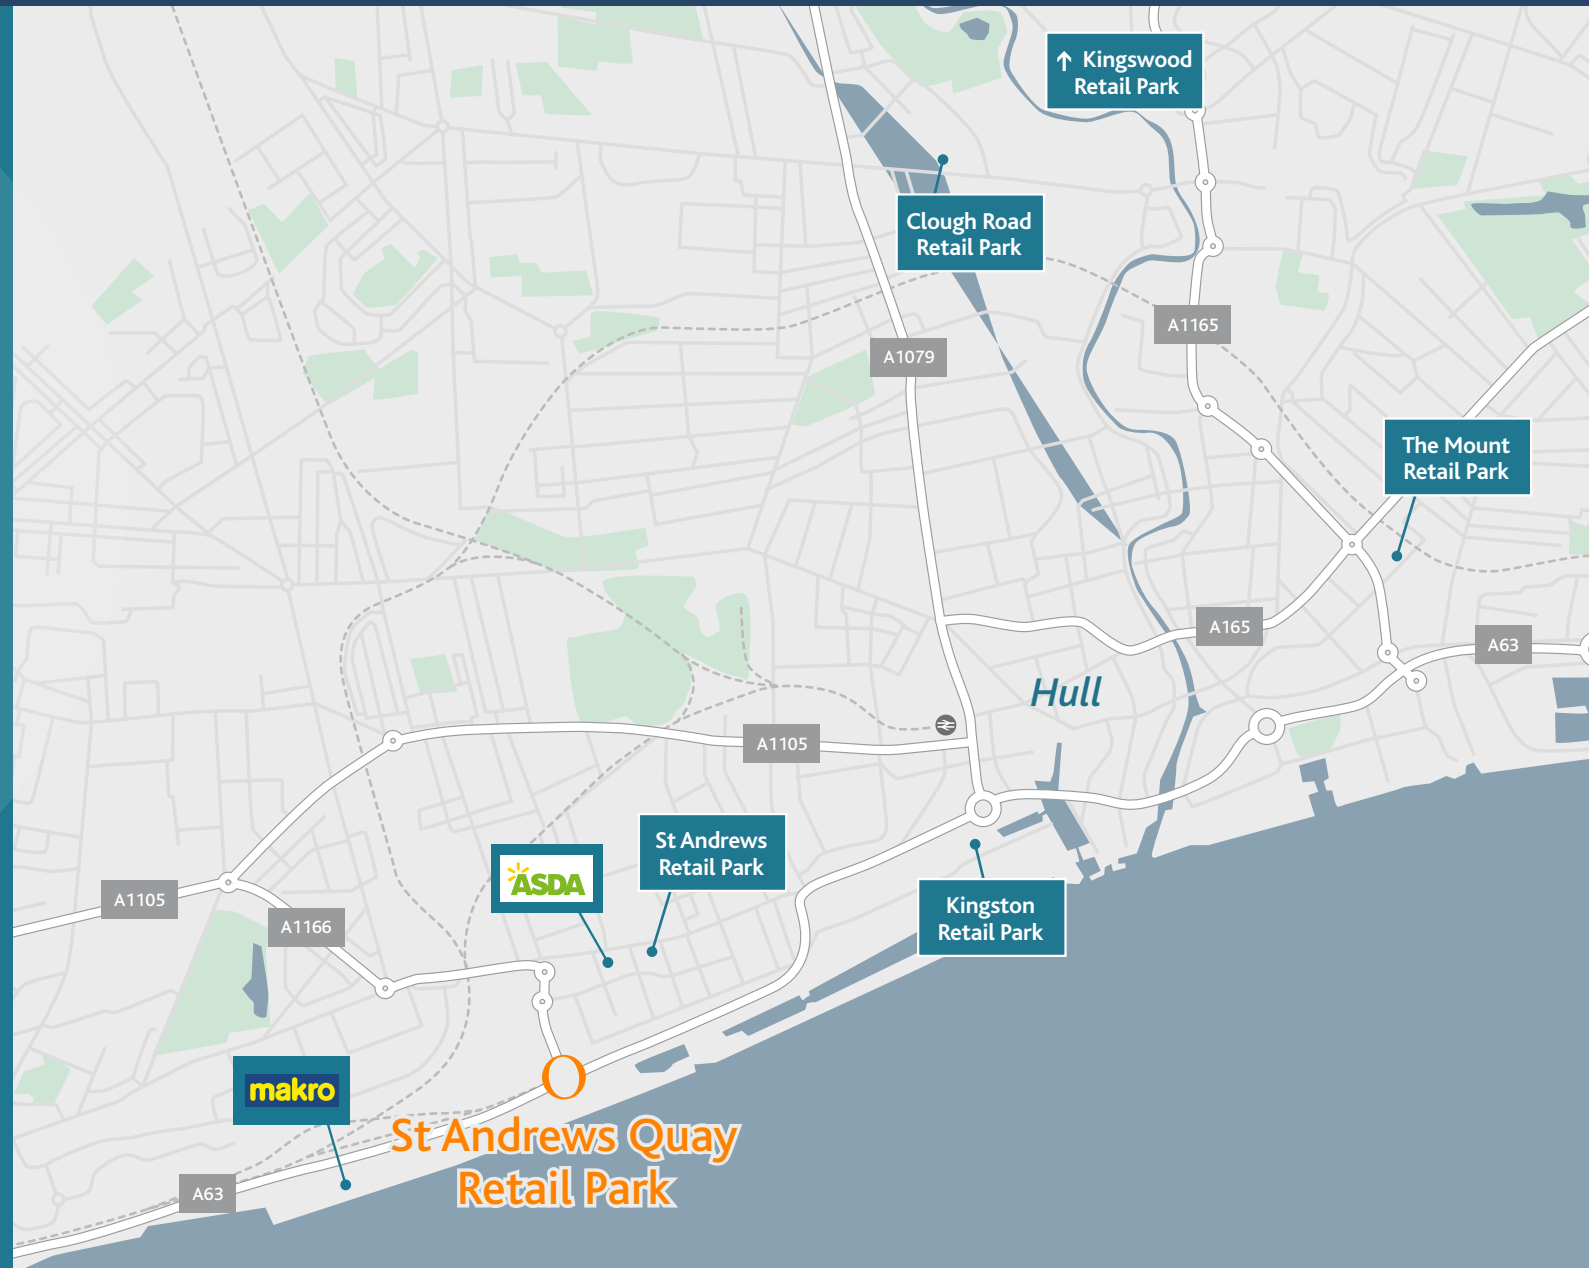 ↑ Kingswood
Retail Park
Clough Road
Retail Park
A1165
A1079
The Mount
Retail Park
A165
A63
Hull
A1105
St Andrews
Retail Park
ASDA
A1105
Kingston
Retail Park
A1166
makro
St Andrews Quay
Retail Park
A63